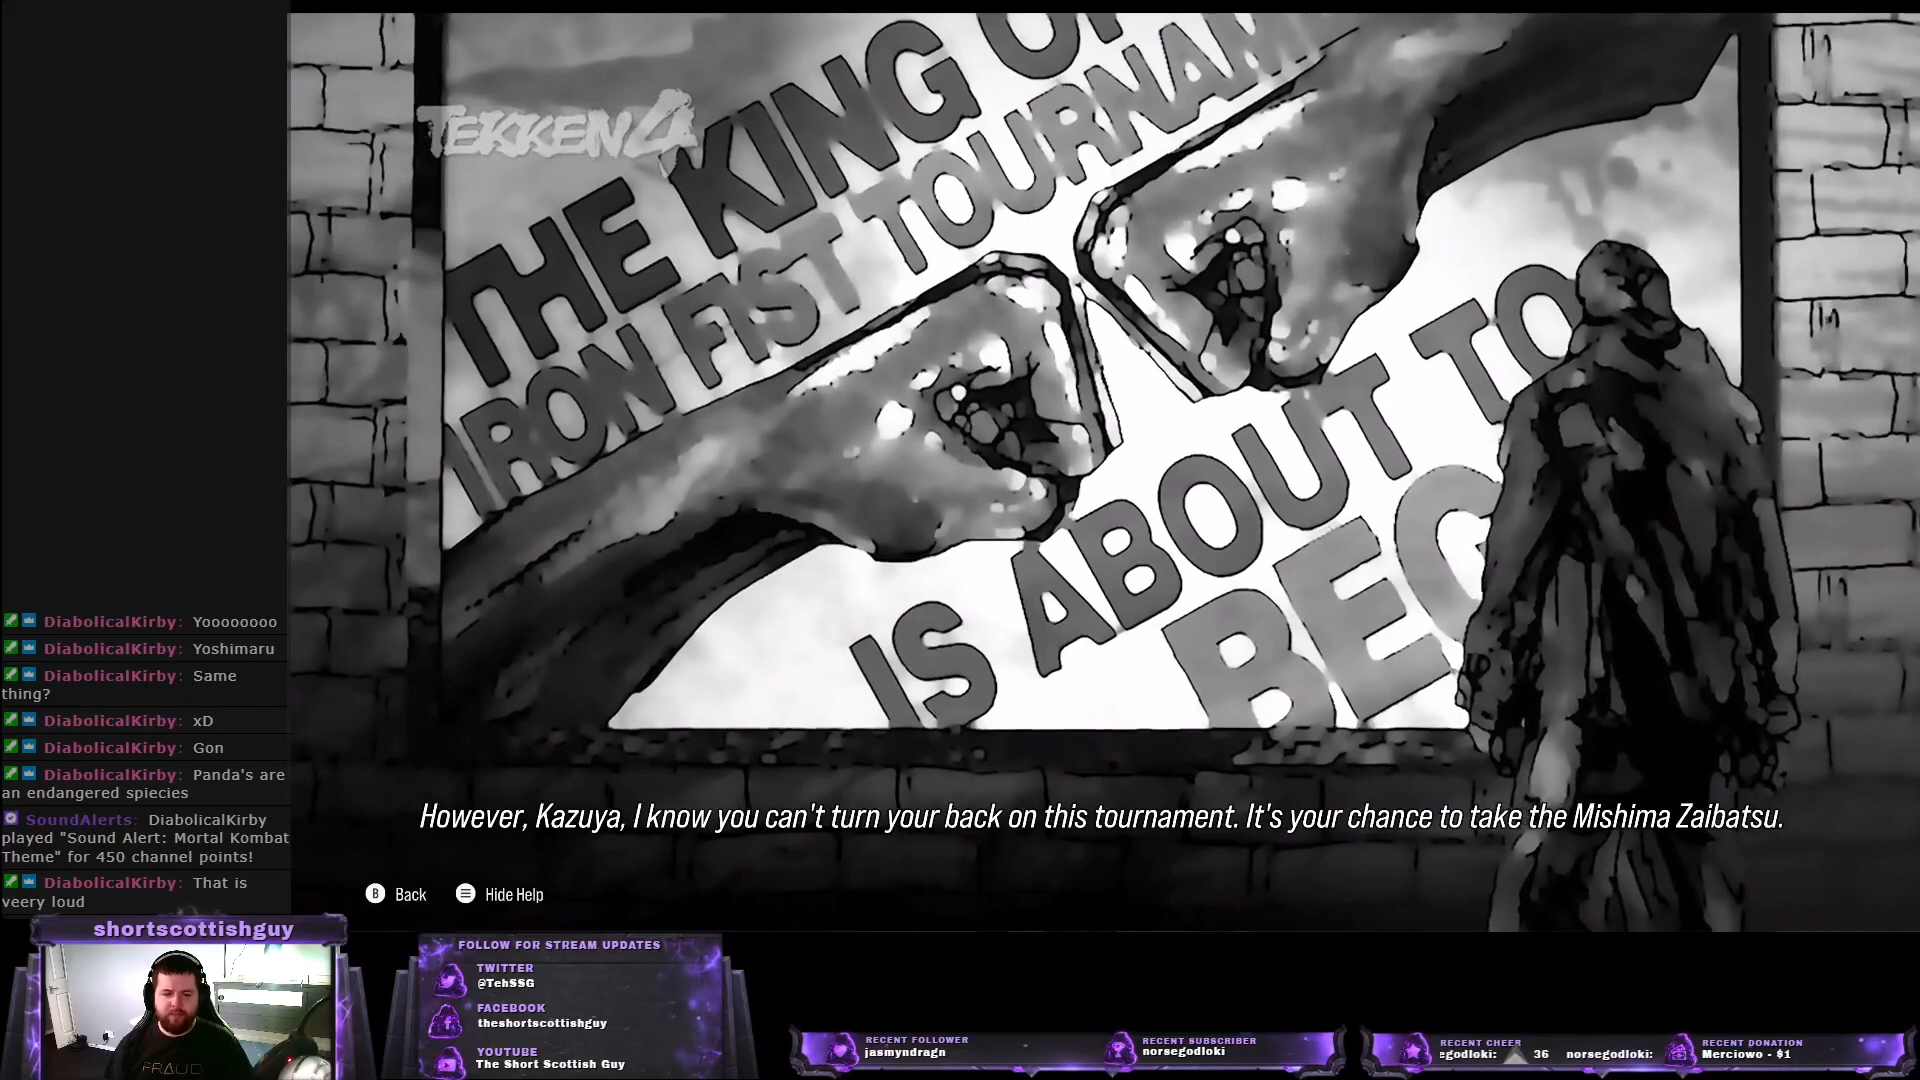 THE KING OF
TEKKEN 4
IRON FIST TOURNAM
IS ABOUT TO
BEG
However, Kazuya, I know you can't turn your back on this tournament. It's your chance to take the Mishima Zaibatsu.
B Back
Hide Help
DiabolicalKirby: Yoooooooo
DiabolicalKirby: Yoshimaru
DiabolicalKirby: Same
thing?
DiabolicalKirby: xD
DiabolicalKirby: Gon
DiabolicalKirby: Panda's are
an endangered spiecies
SoundAlerts: DiabolicalKirby
played "Sound Alert: Mortal Kombat
Theme" for 450 channel points!
DiabolicalKirby: That is
veery loud
shortscottishguy
FRAUD
FOLLOW FOR STREAM UPDATES
TWITTER
@TehSSG
FACEBOOK
theshortscottishguy
YOUTUBE
The Short Scottish Guy
RECENT FOLLOWER
jasmyndragn
RECENT SUBSCRIBER
norsegodloki
RECENT CHEER
egodloki: 36 norsegodloki:
RECENT DONATION
Merciowo - $1